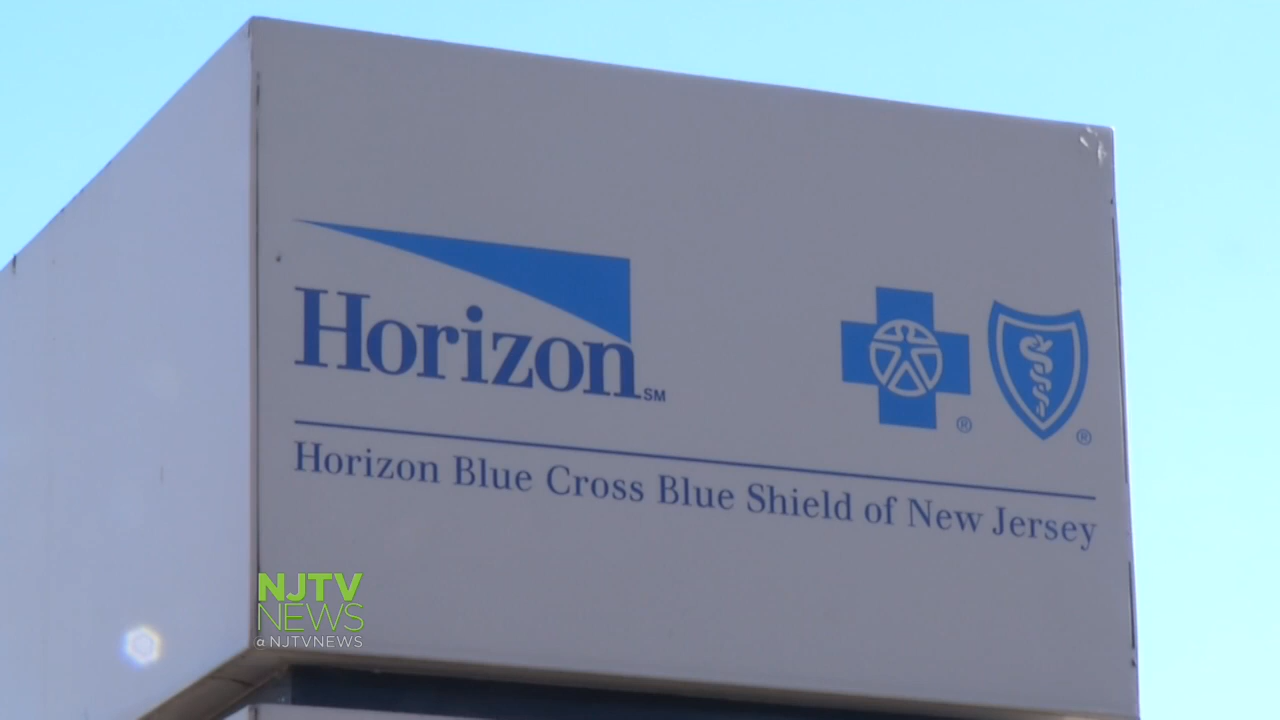 Horizon SM
® ®
Horizon Blue Cross Blue Shield of New Jersey
NJTV
NEWS
@NJTVNEWS